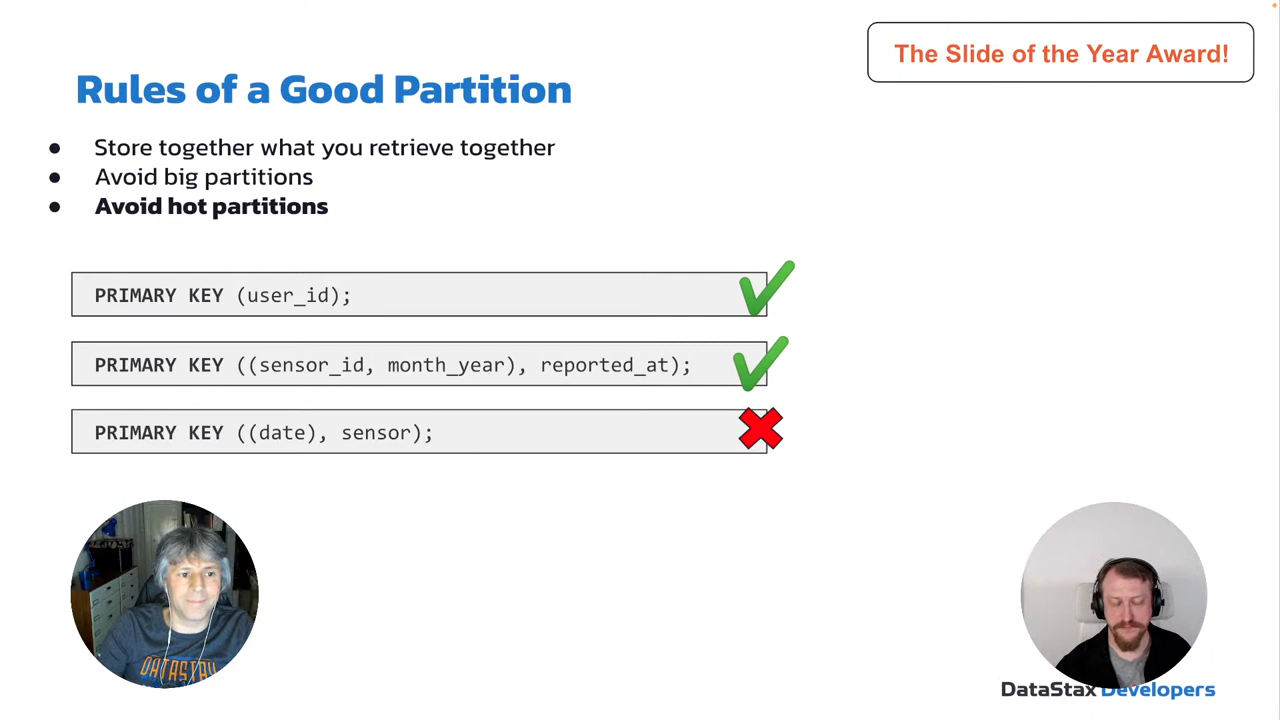 The Slide of the Year Award!
Rules of a Good Partition
● Store together what you retrieve together
● Avoid big partitions
● Avoid hot partitions
PRIMARY KEY (user_id);
PRIMARY KEY ((sensor_id, month_year), reported_at);
PRIMARY KEY ((date), sensor);
DATASTAX
DataStax Developers